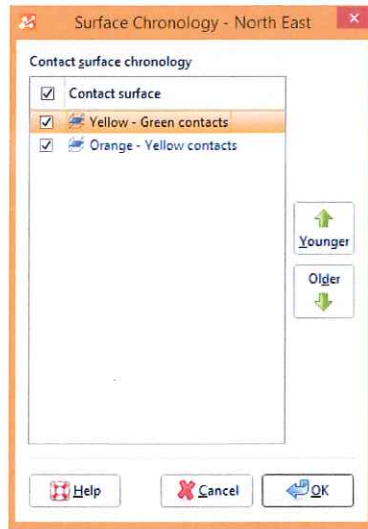 Surface Chronology - North East
Contact surface chronology
Contact surface
Yellow - Green contacts
Orange - Yellow contacts
Younger
Older
Help
Cancel
OK